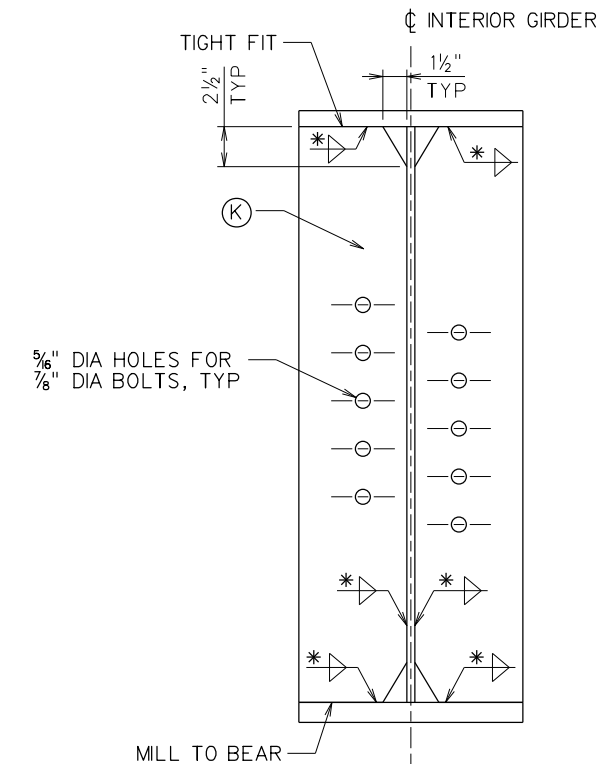 ℄ INTERIOR GIRDER
TIGHT FIT
1½"
TYP
2½"
TYP
*
*
K
5/16" DIA HOLES FOR
7/8" DIA BOLTS, TYP
*
*
*
*
MILL TO BEAR